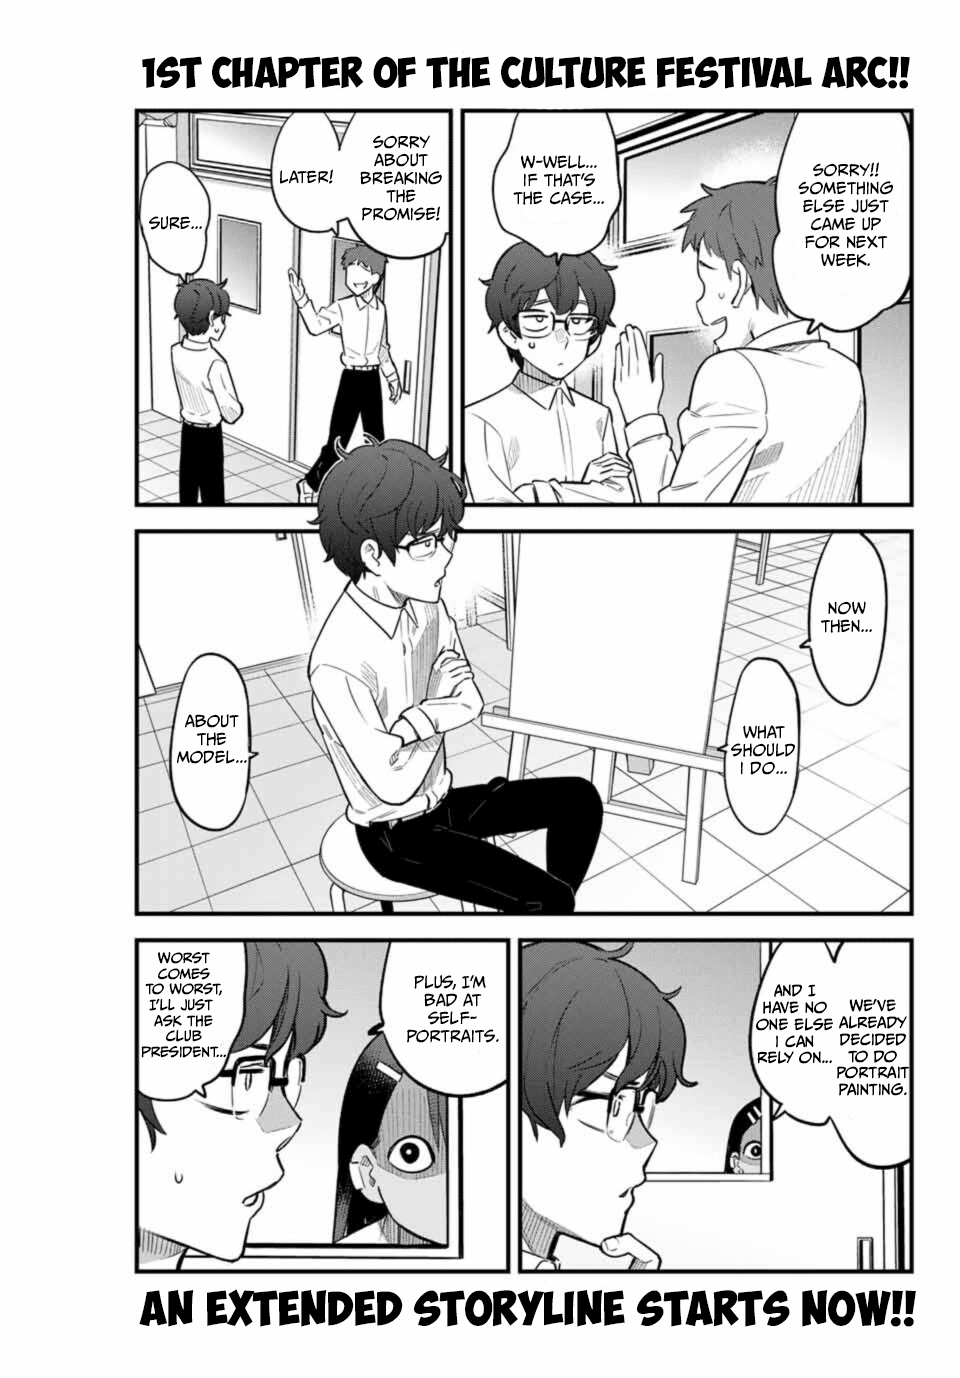 1ST CHAPTER OF THE CULTURE FESTIVAL ARC!!
SORRY!!
SOMETHING
ELSE JUST
CAME UP
FOR NEXT
WEEK.
W-WELL...
IF THAT'S
THE CASE...
SORRY
ABOUT
BREAKING
THE
PROMISE!
LATER!
SURE...
NOW
THEN...
WHAT
SHOULD
I DO...
ABOUT
THE
MODEL...
WE'VE
ALREADY
DECIDED
TO DO
PORTRAIT
PAINTING.
AND I
HAVE NO
ONE ELSE
I CAN
RELY ON...
PLUS, I'M
BAD AT
SELF-
PORTRAITS.
WORST
COMES
TO WORST,
I'LL JUST
ASK THE
CLUB
PRESIDENT...
AN EXTENDED STORYLINE STARTS NOW!!